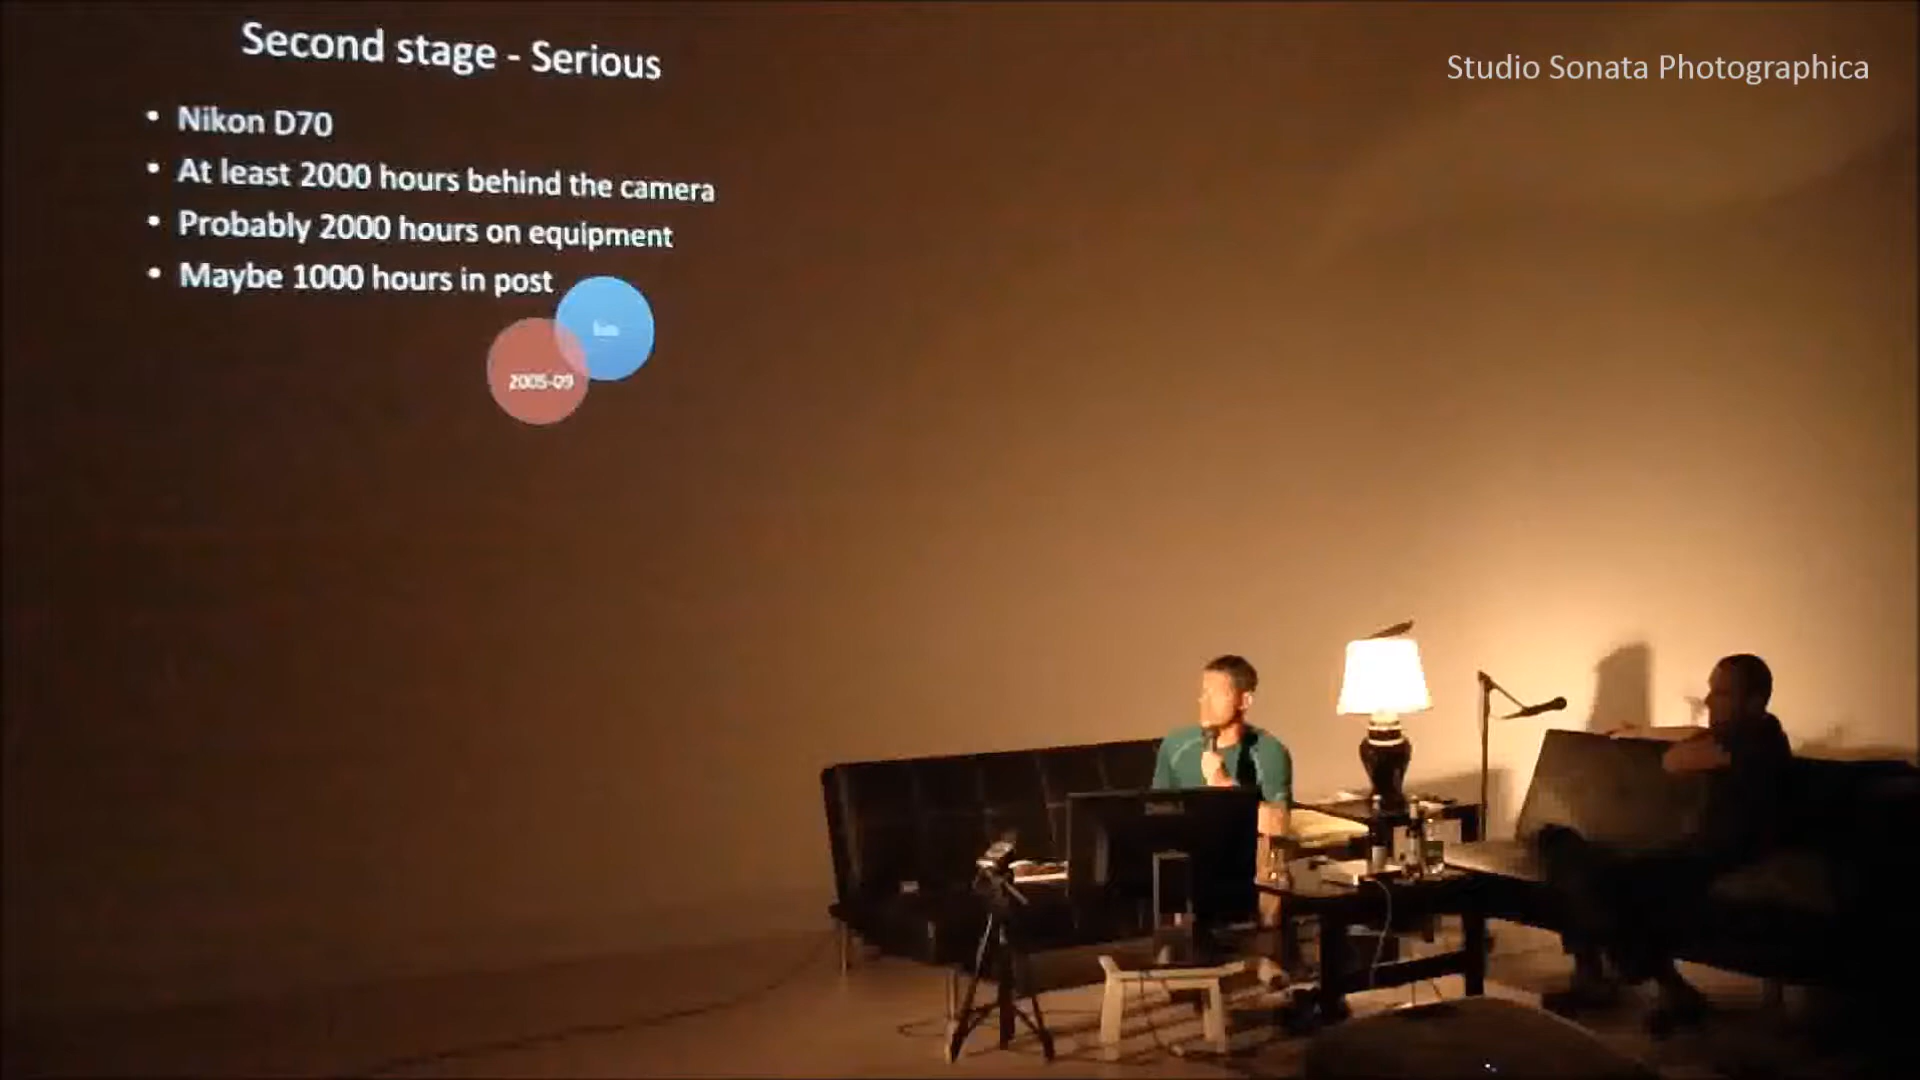 Second stage - Serious
Studio Sonata Photographica
• Nikon D70
• At least 2000 hours behind the camera
• Probably 2000 hours on equipment
• Maybe 1000 hours in post
2005-09